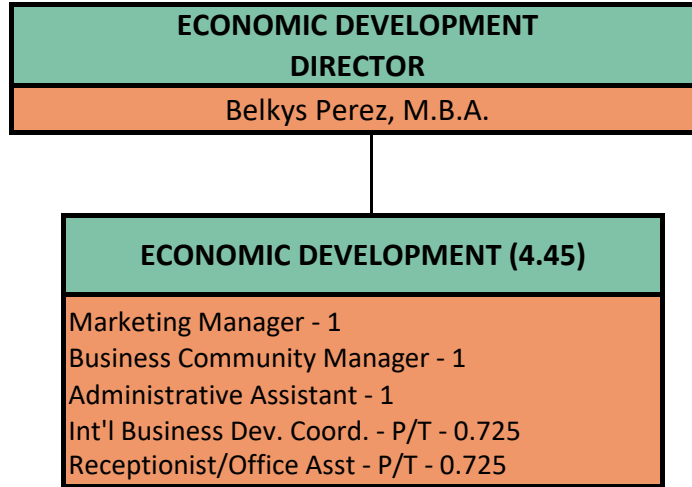 ECONOMIC DEVELOPMENT
DIRECTOR
Belkys Perez, M.B.A.
ECONOMIC DEVELOPMENT (4.45)
Marketing Manager - 1
Business Community Manager - 1
Administrative Assistant - 1
Int'l Business Dev. Coord. - P/T - 0.725
Receptionist/Office Asst - P/T - 0.725